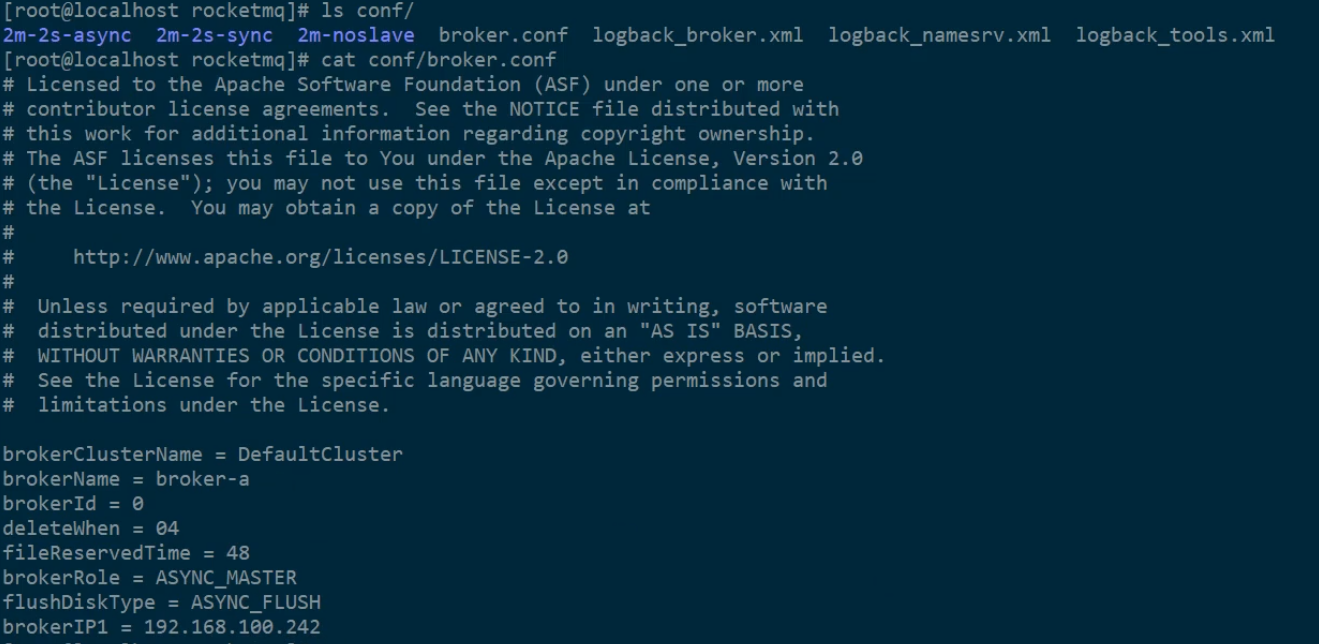 [root@localhost rocketmq]# ls conf/
2m-2s-async  2m-2s-sync  2m-noslave  broker.conf  logback_broker.xml  logback_namesrv.xml  logback_tools.xml
[root@localhost rocketmq]# cat conf/broker.conf
# Licensed to the Apache Software Foundation (ASF) under one or more
# contributor license agreements.  See the NOTICE file distributed with
# this work for additional information regarding copyright ownership.
# The ASF licenses this file to You under the Apache License, Version 2.0
# (the "License"); you may not use this file except in compliance with
# the License.  You may obtain a copy of the License at
#
#     http://www.apache.org/licenses/LICENSE-2.0
#
#  Unless required by applicable law or agreed to in writing, software
#  distributed under the License is distributed on an "AS IS" BASIS,
#  WITHOUT WARRANTIES OR CONDITIONS OF ANY KIND, either express or implied.
#  See the License for the specific language governing permissions and
#  limitations under the License.

brokerClusterName = DefaultCluster
brokerName = broker-a
brokerId = 0
deleteWhen = 04
fileReservedTime = 48
brokerRole = ASYNC_MASTER
flushDiskType = ASYNC_FLUSH
brokerIP1 = 192.168.100.242